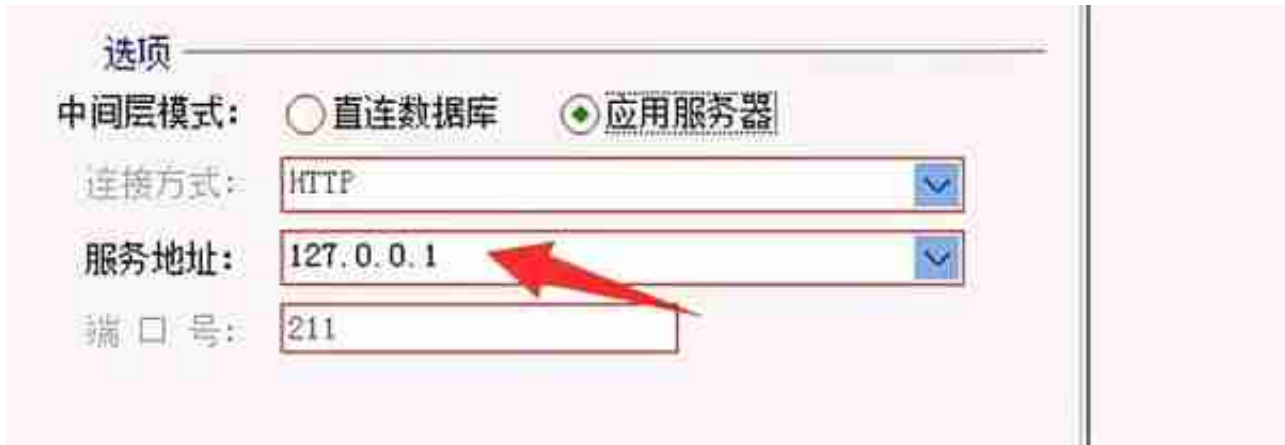 选项
中间层模式： 直连数据库 应用服务器
连接方式： HTTP
服务地址： 127.0.0.1
端口号： 211